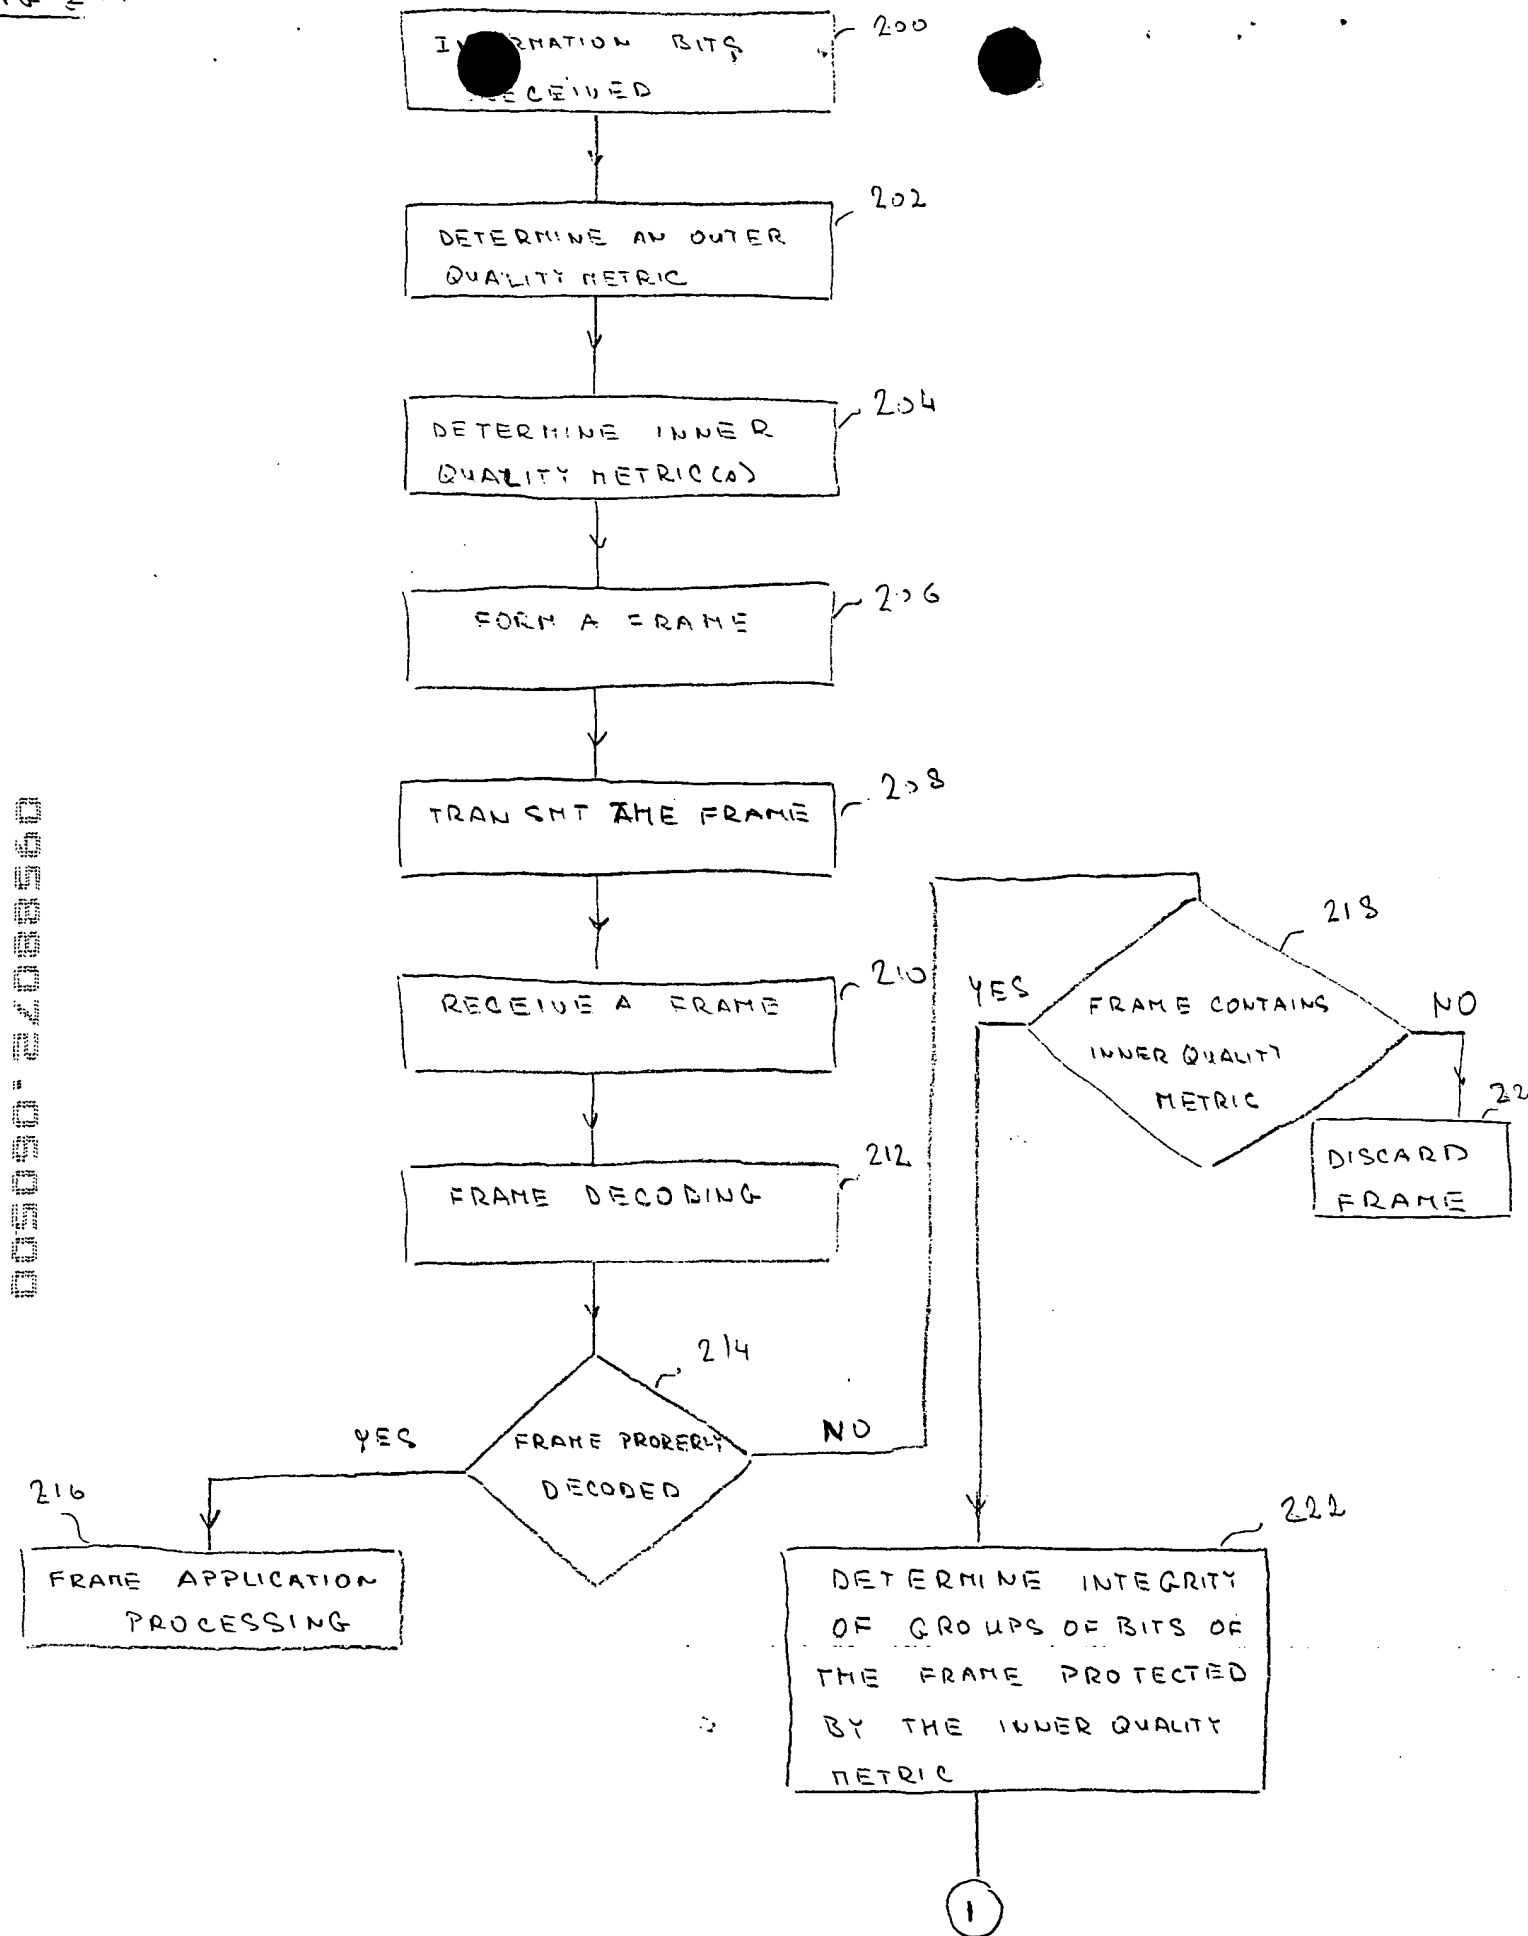 200
BITS
202
DETERMINE AN OUTER
QUALITY METRIC
204
DETERMINE INNER
QUALITY METRIC(S)
206
FORM A FRAME
208
TRANSMT THE FRAME
210
RECEIVE A FRAME
212
FRAME DECODING
214
FRAME PROPERLY
DECODED
YES
NO
216
FRAME APPLICATION
PROCESSING
218
FRAME CONTAINS
INNER QUALITY
METRIC
YES
NO
22
DISCARD
FRAME
222
DETERMINE INTEGRITY
OF GROUPS OF BITS OF
THE FRAME PROTECTED
BY THE INNER QUALITY
METRIC
1